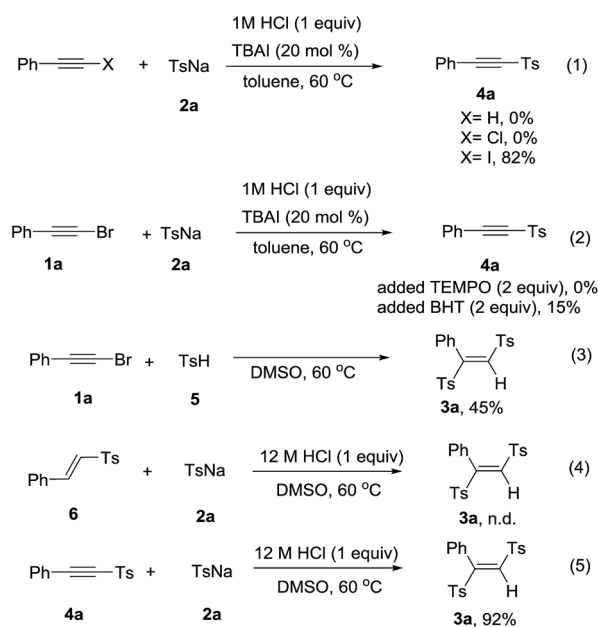 1M HCl (1 equiv)
Ph X + TsNa TBAI (20 mol %) Ph Ts (1)
toluene, 60 °C
2a 4a
X= H, 0%
X= Cl, 0%
X= I, 82%
1M HCl (1 equiv)
Ph Br + TsNa TBAI (20 mol %) Ph Ts (2)
toluene, 60 °C
1a 2a 4a
added TEMPO (2 equiv), 0%
added BHT (2 equiv), 15%
Ph Ts
Ph Br + TsH (3)
DMSO, 60 °C
Ts H
1a 5 3a, 45%
Ts 12 M HCl (1 equiv) Ph Ts
Ph + TsNa (4)
DMSO, 60 °C Ts H
6 2a 3a, n.d.
12 M HCl (1 equiv) Ph Ts
Ph Ts + TsNa (5)
DMSO, 60 °C Ts H
4a 2a 3a, 92%